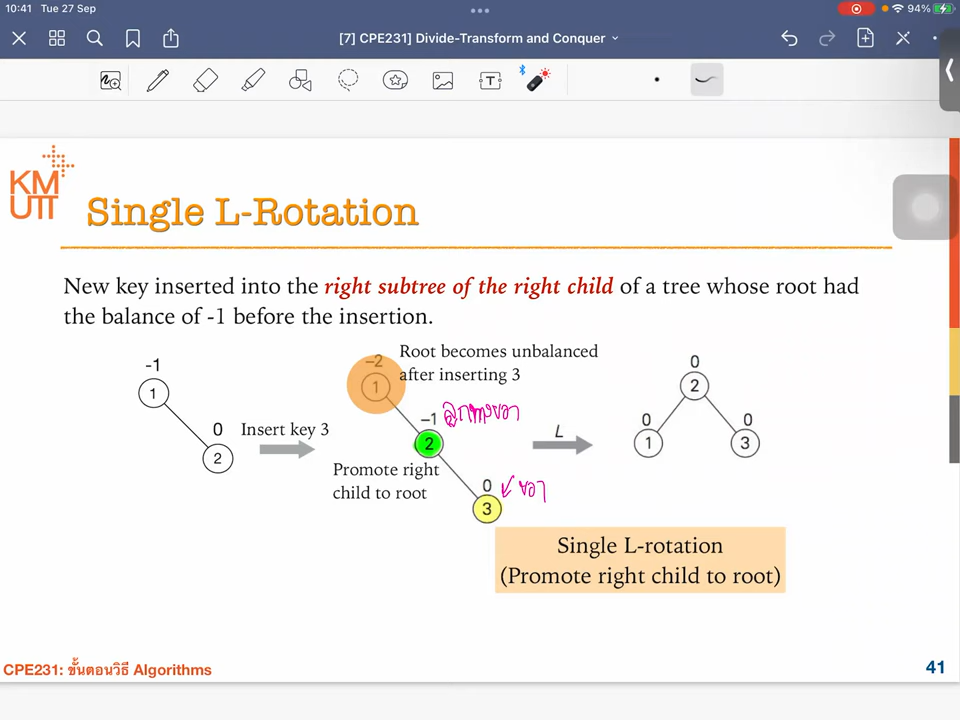 10:41 Tue 27 Sep
94%
[7] CPE231] Divide-Transform and Conquer
T
KM
UTT
Single L-Rotation
New key inserted into the right subtree of the right child of a tree whose root had
the balance of -1 before the insertion.
-1
1
0
2
Insert key 3
-2
1
Root becomes unbalanced
after inserting 3
-1 ลูกทางขวา
2
Promote right
child to root
0
3
ขวา
L
0
2
0
1
0
3
Single L-rotation
(Promote right child to root)
CPE231: ขั้นตอนวิธี Algorithms
41